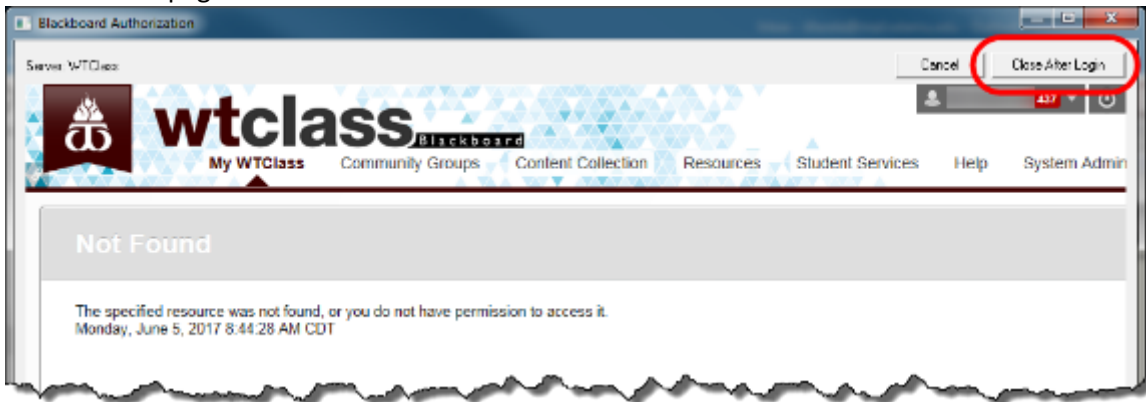 Blackboard Authorization
Server: WTClass
Cancel
Close After Login
437
wtclass
Blackboard
My WTClass Community Groups Content Collection Resources Student Services Help System Admin
Not Found
The specified resource was not found, or you do not have permission to access it.
Monday, June 5, 2017 8:44:28 AM CDT